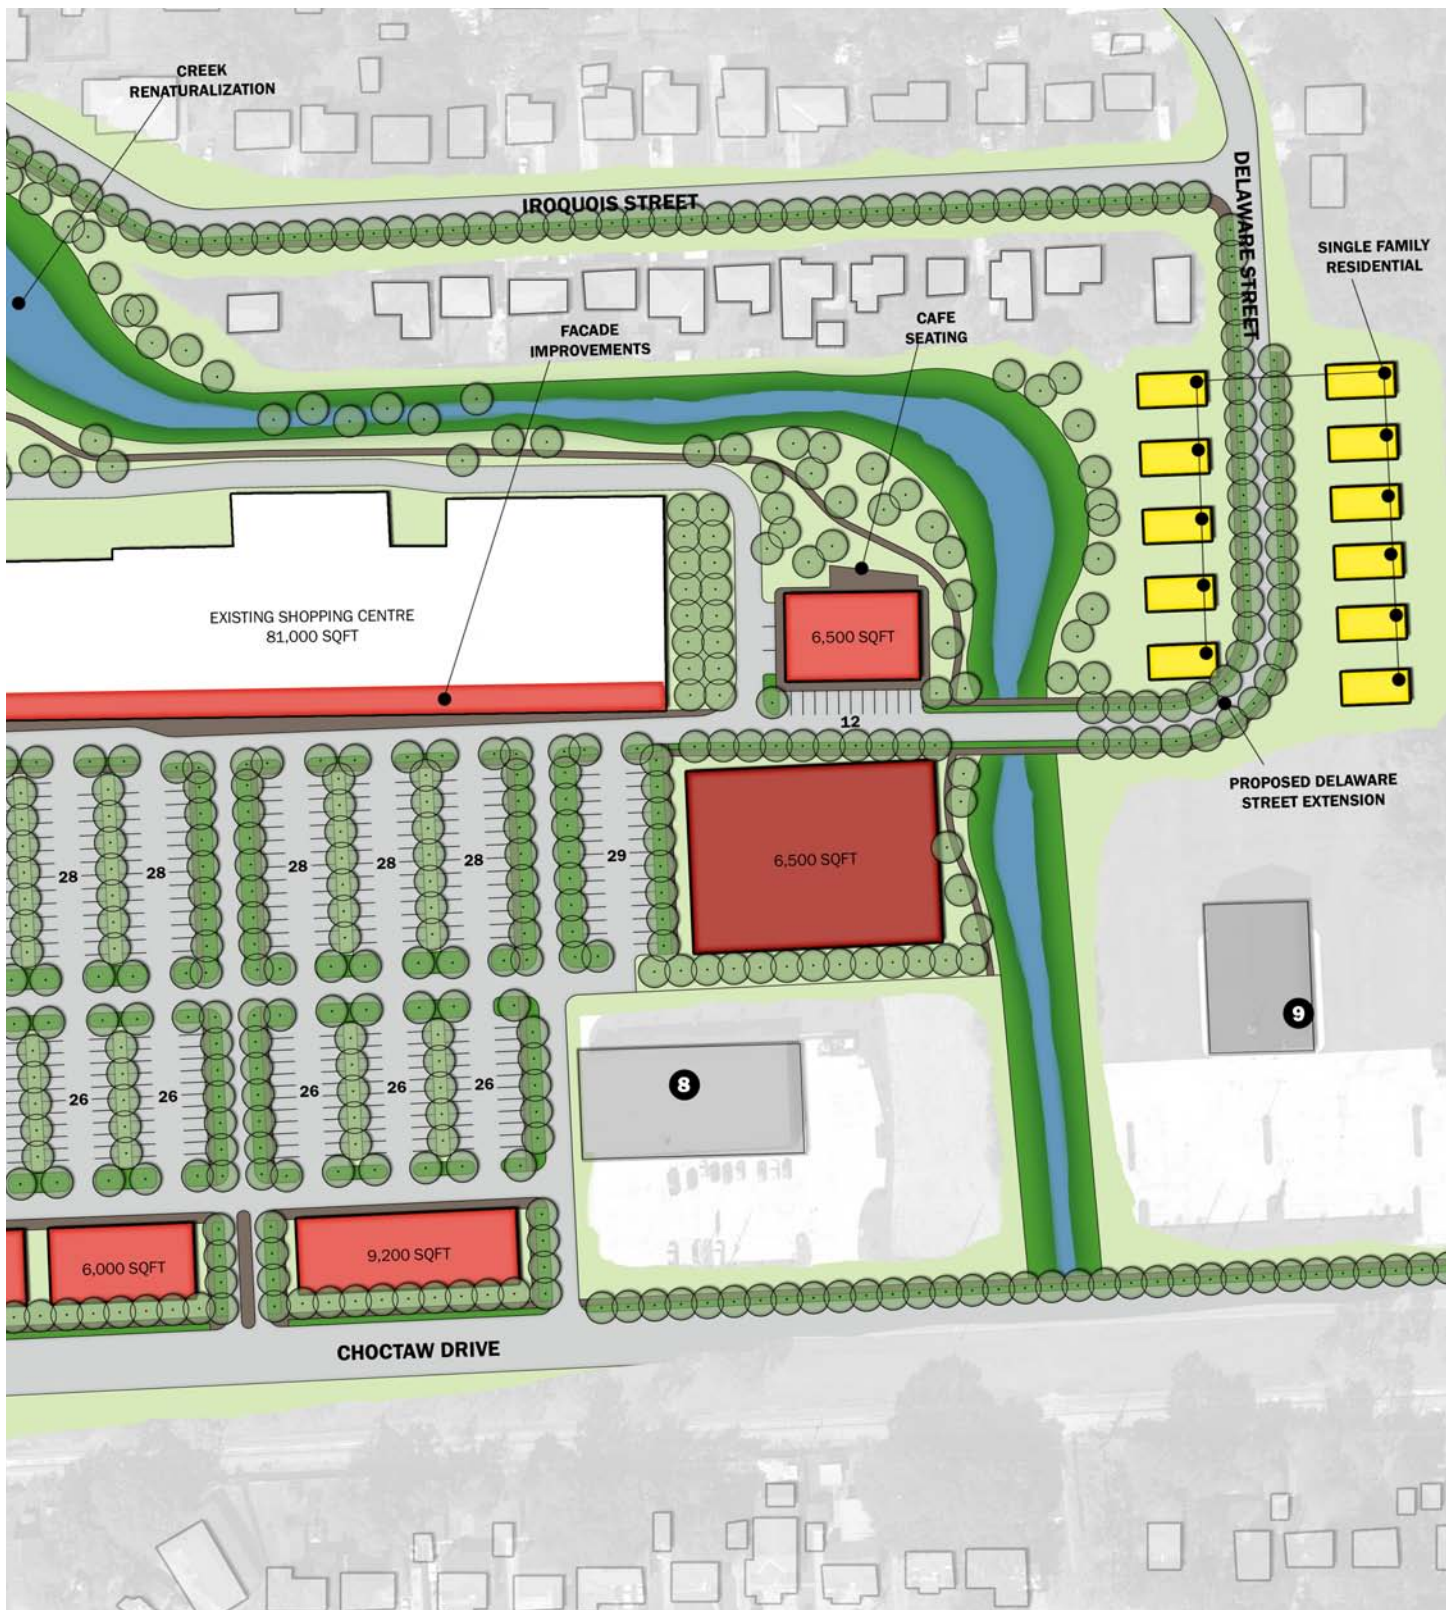 CREEK
RENATURALIZATION
IROQUOIS STREET
DELAWARE STREET
SINGLE FAMILY
RESIDENTIAL
FACADE
IMPROVEMENTS
CAFE
SEATING
EXISTING SHOPPING CENTRE
81,000 SQFT
6,500 SQFT
12
PROPOSED DELAWARE
STREET EXTENSION
28
28
28
28
28
29
6,500 SQFT
9
8
26
26
26
26
26
6,000 SQFT
9,200 SQFT
CHOCTAW DRIVE